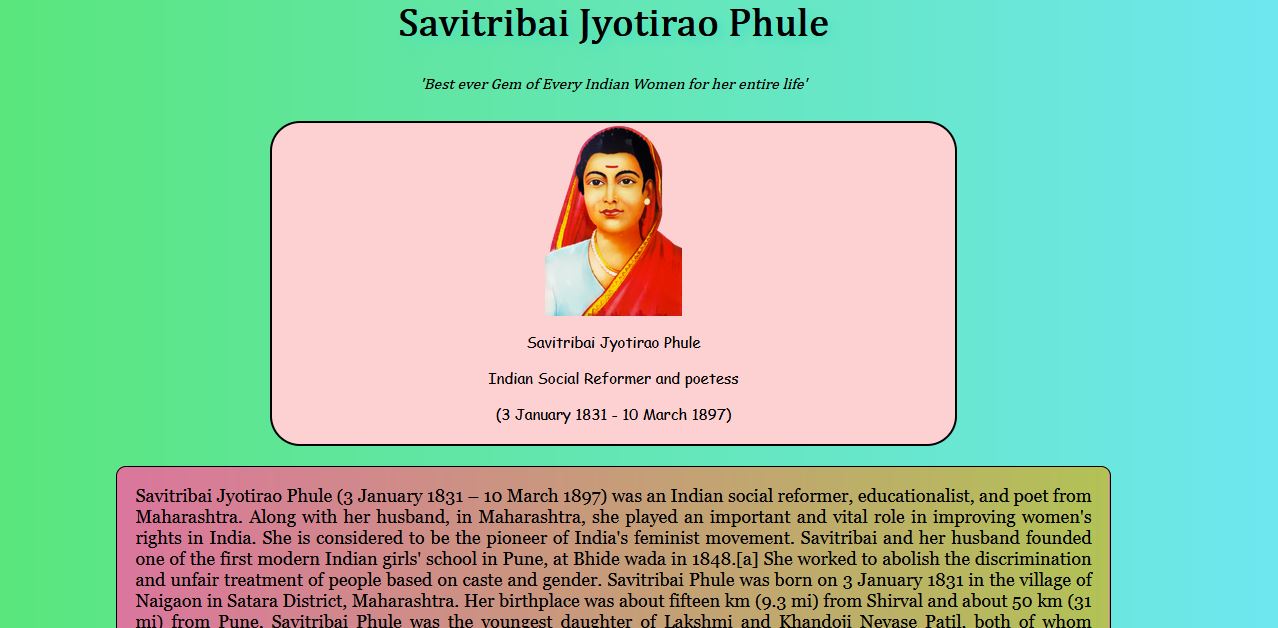 Savitribai Jyotirao Phule
'Best ever Gem of Every Indian Women for her entire life'
Savitribai Jyotirao Phule
Indian Social Reformer and poetess
(3 January 1831 - 10 March 1897)
Savitribai Jyotirao Phule (3 January 1831 – 10 March 1897) was an Indian social reformer, educationalist, and poet from
Maharashtra. Along with her husband, in Maharashtra, she played an important and vital role in improving women's
rights in India. She is considered to be the pioneer of India's feminist movement. Savitribai and her husband founded
one of the first modern Indian girls' school in Pune, at Bhide wada in 1848.[a] She worked to abolish the discrimination
and unfair treatment of people based on caste and gender. Savitribai Phule was born on 3 January 1831 in the village of
Naigaon in Satara District, Maharashtra. Her birthplace was about fifteen km (9.3 mi) from Shirval and about 50 km (31
mi) from Pune. Savitribai Phule was the youngest daughter of Lakshmi and Khandoji Nevase Patil, both of whom